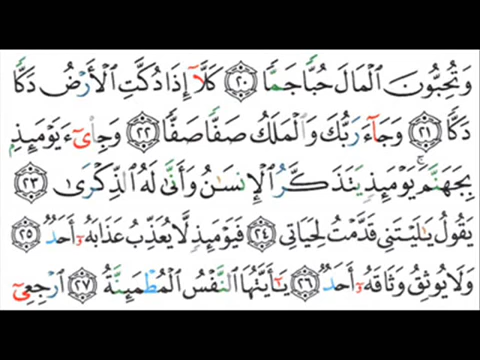 وَتُحِبُّونَ ٱلْمَالَ حُبًّا جَمًّا ٢٠ كَلَّآ إِذَا دُكَّتِ ٱلْأَرْضُ دَكًّا
دَكًّا ٢١ وَجَآءَ رَبُّكَ وَٱلْمَلَكُ صَفًّا صَفًّا ٢٢ وَجِا۟ىٓءَ يَوْمَئِذِۭ
بِجَهَنَّمَ ۚ يَوْمَئِذٍ يَتَذَكَّرُ ٱلْإِنسَـٰنُ وَأَنَّىٰ لَهُ ٱلذِّكْرَىٰ ٢٣
يَقُولُ يَـٰلَيْتَنِى قَدَّمْتُ لِحَيَاتِى ٢٤ فَيَوْمَئِذٍ لَّا يُعَذِّبُ عَذَابَهُۥٓ أَحَدٌ ٢٥
وَلَا يُوثِقُ وَثَاقَهُۥٓ أَحَدٌ ٢٦ يَـٰٓأَيَّتُهَا ٱلنَّفْسُ ٱلْمُطْمَئِنَّةُ ٢٧ ٱرْجِعِىٓ